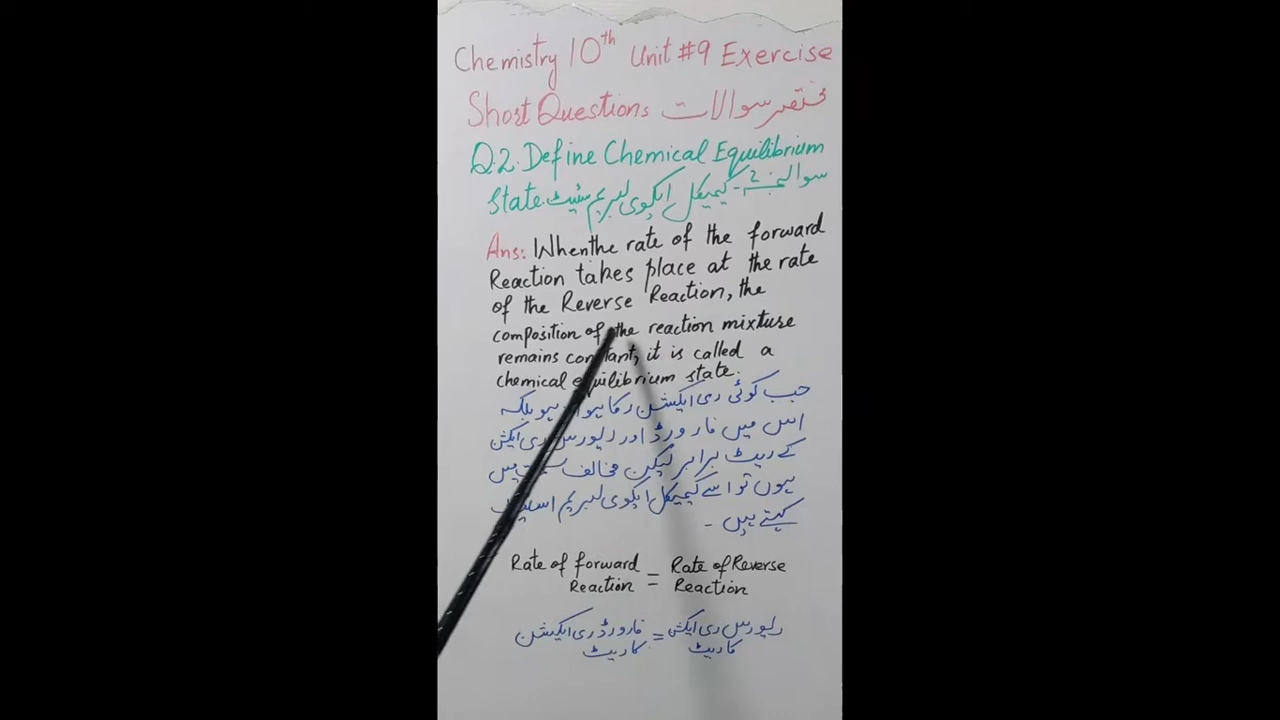 Chemistry 10th Unit #9 Exercise
Short Questions مختصر سوالات
Q.2. Define Chemical Equilibrium
State. سوال نمبر 2- کیمیکل ایکوی لبریم سٹیٹ
Ans: When the rate of the forward
Reaction takes place at the rate
of the Reverse Reaction, the
composition of the reaction mixture
remains constant, it is called a
chemical equilibrium state.
جب کوئی ری ایکشن رکا ہوا نہ ہو بلکہ
اس میں فارورڈ اور ریورس ری ایکشن
کے ریٹ برابر لیکن مخالف سمت میں
ہوں تو اسے کیمیکل ایکوی لبریم اسٹیٹ
کہتے ہیں ۔
Rate of forward Reaction = Rate of Reverse Reaction
فارورڈ ری ایکشن کا ریٹ = ریورس ری ایکشن کا ریٹ